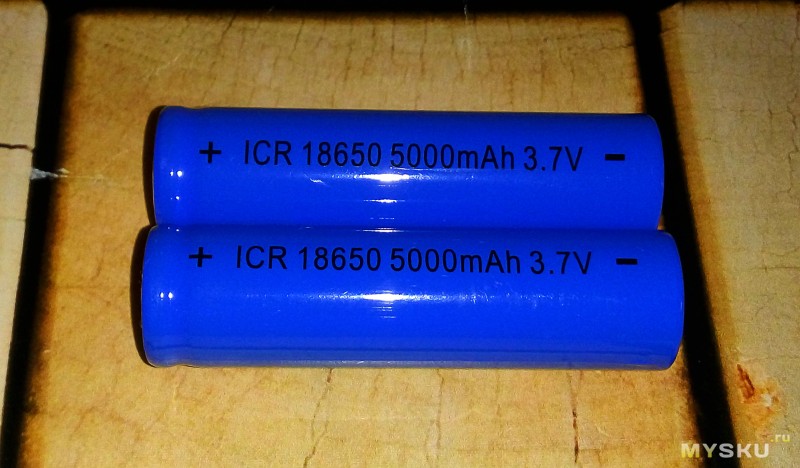 + ICR 18650 5000mAh 3.7V -
+ ICR 18650 5000mAh 3.7V -
MYSKU.ru